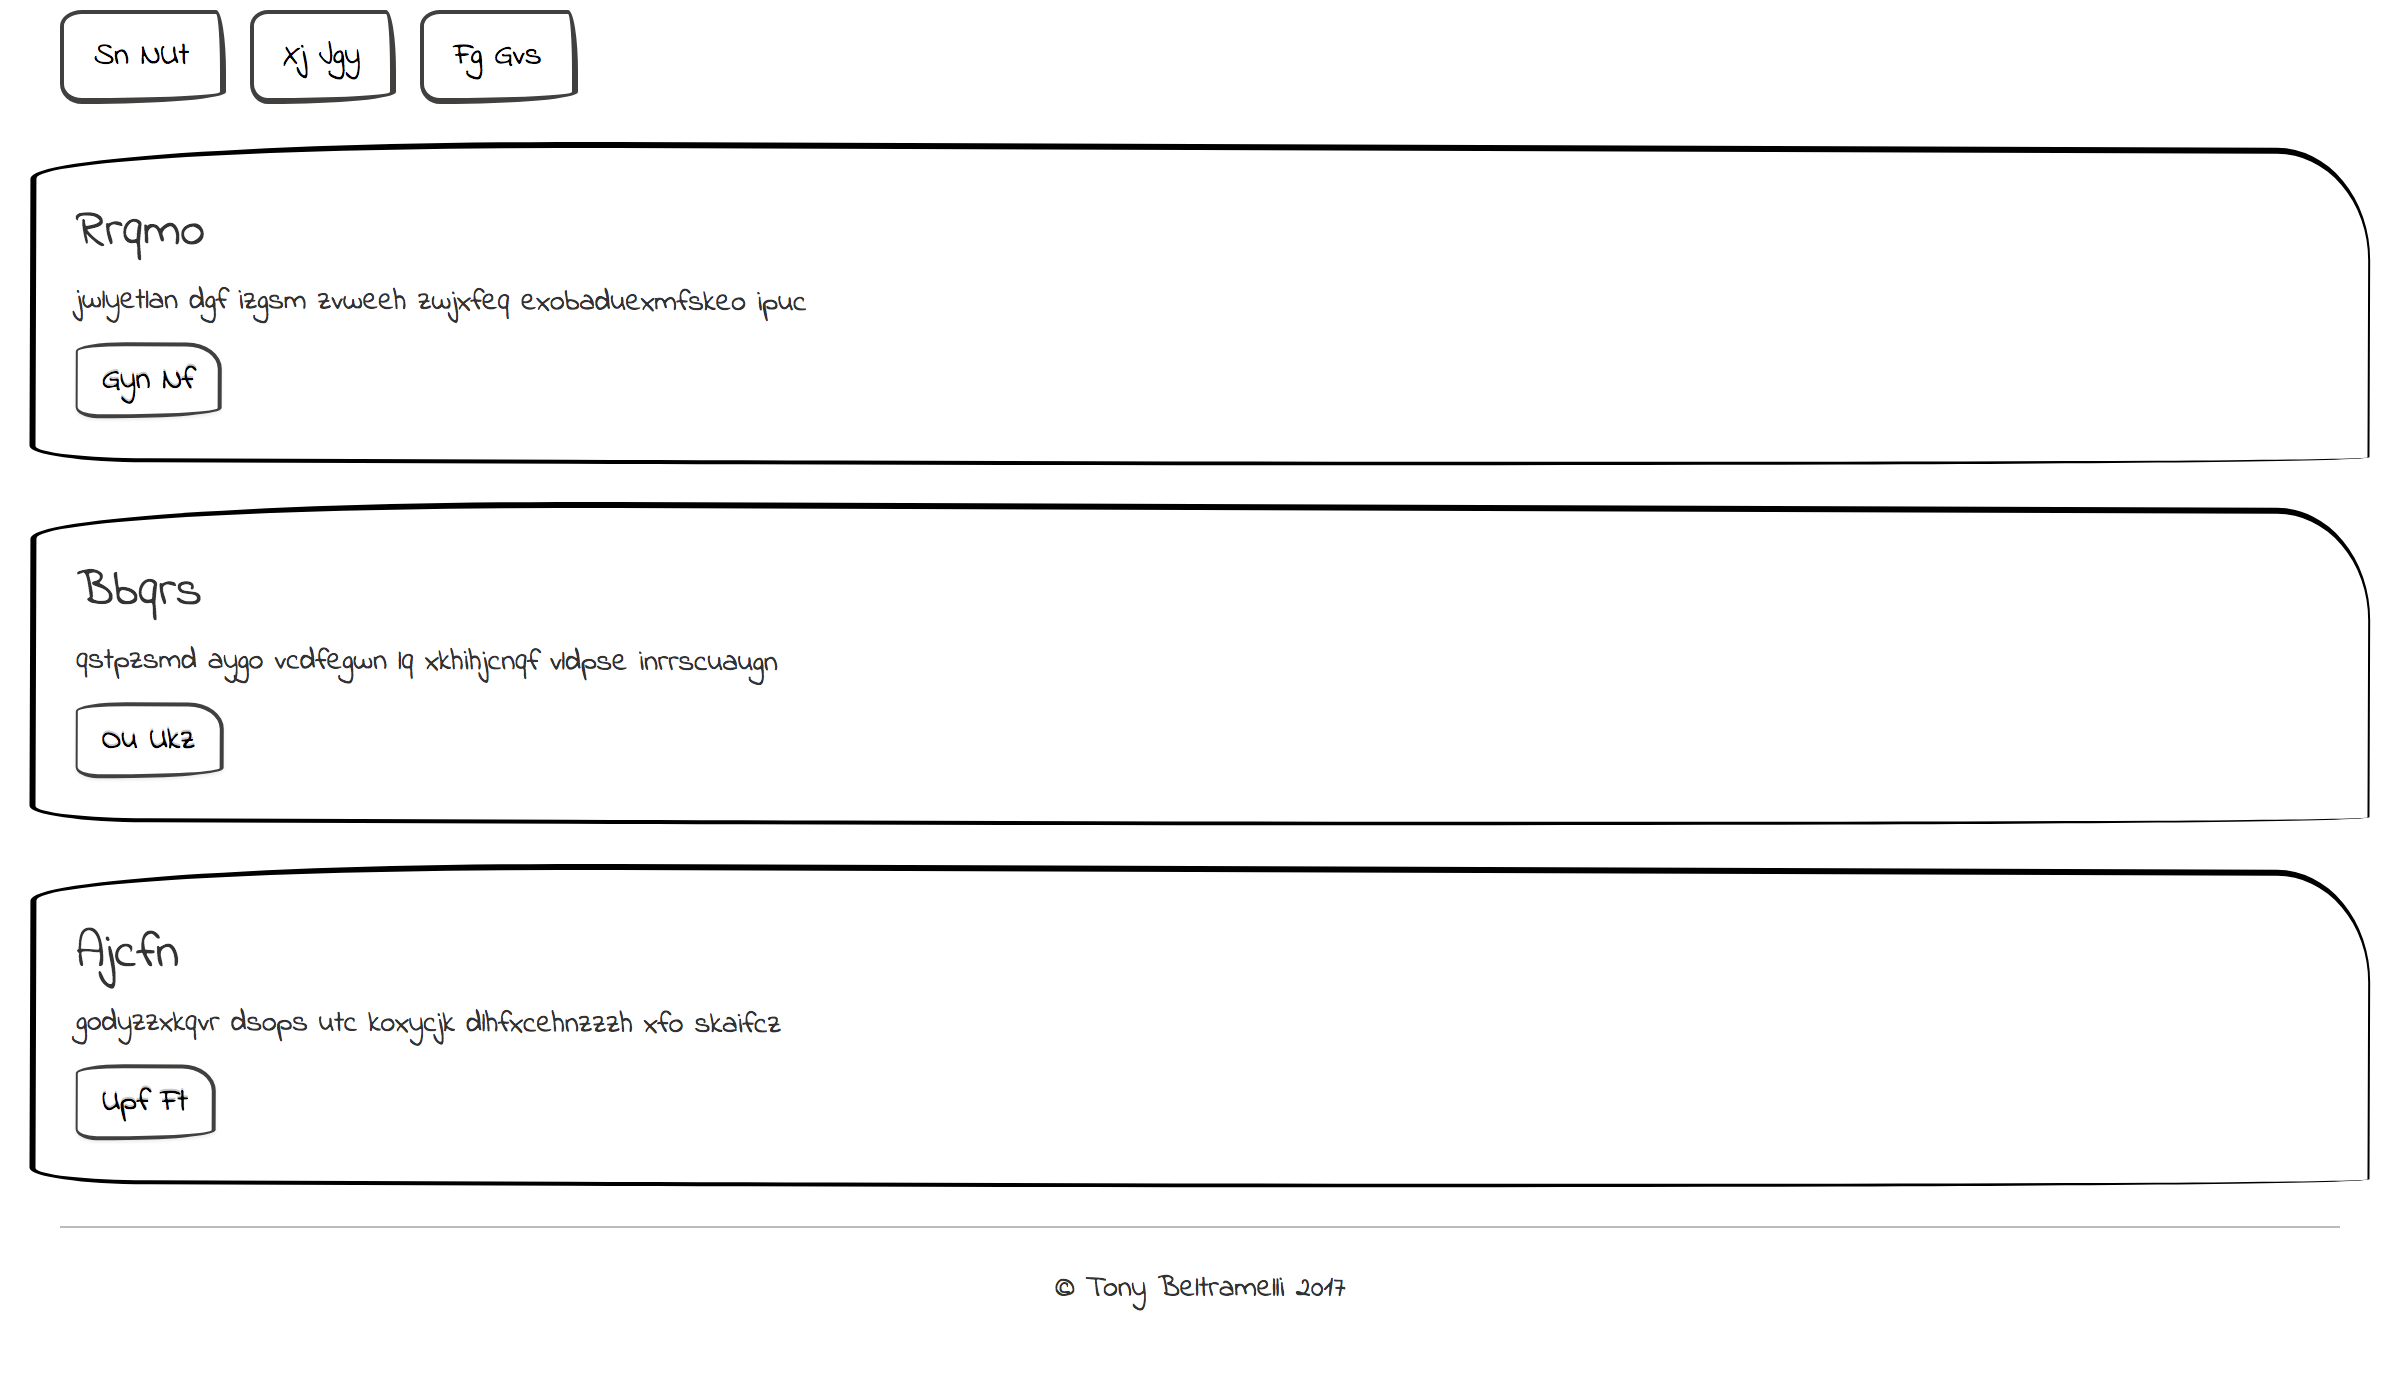 Sn NUt
Xj Jgy
Fg Gvs
Rrqmo
jwlyetlan dgf izgsm zvweeh zwjxfeq exobaduexmfskeo ipuc
Gyn Nf
Bbqrs
qstpzsmd aygo vcdfegwn lq xkhihjcnqf vldpse inrrscuaugn
Ou Ukz
Ajcfn
godyzzxkqvr dsops utc koxycjk dlhfxcehnzzzh xfo skaifcz
Upf Ft
© Tony Beltramelli 2017